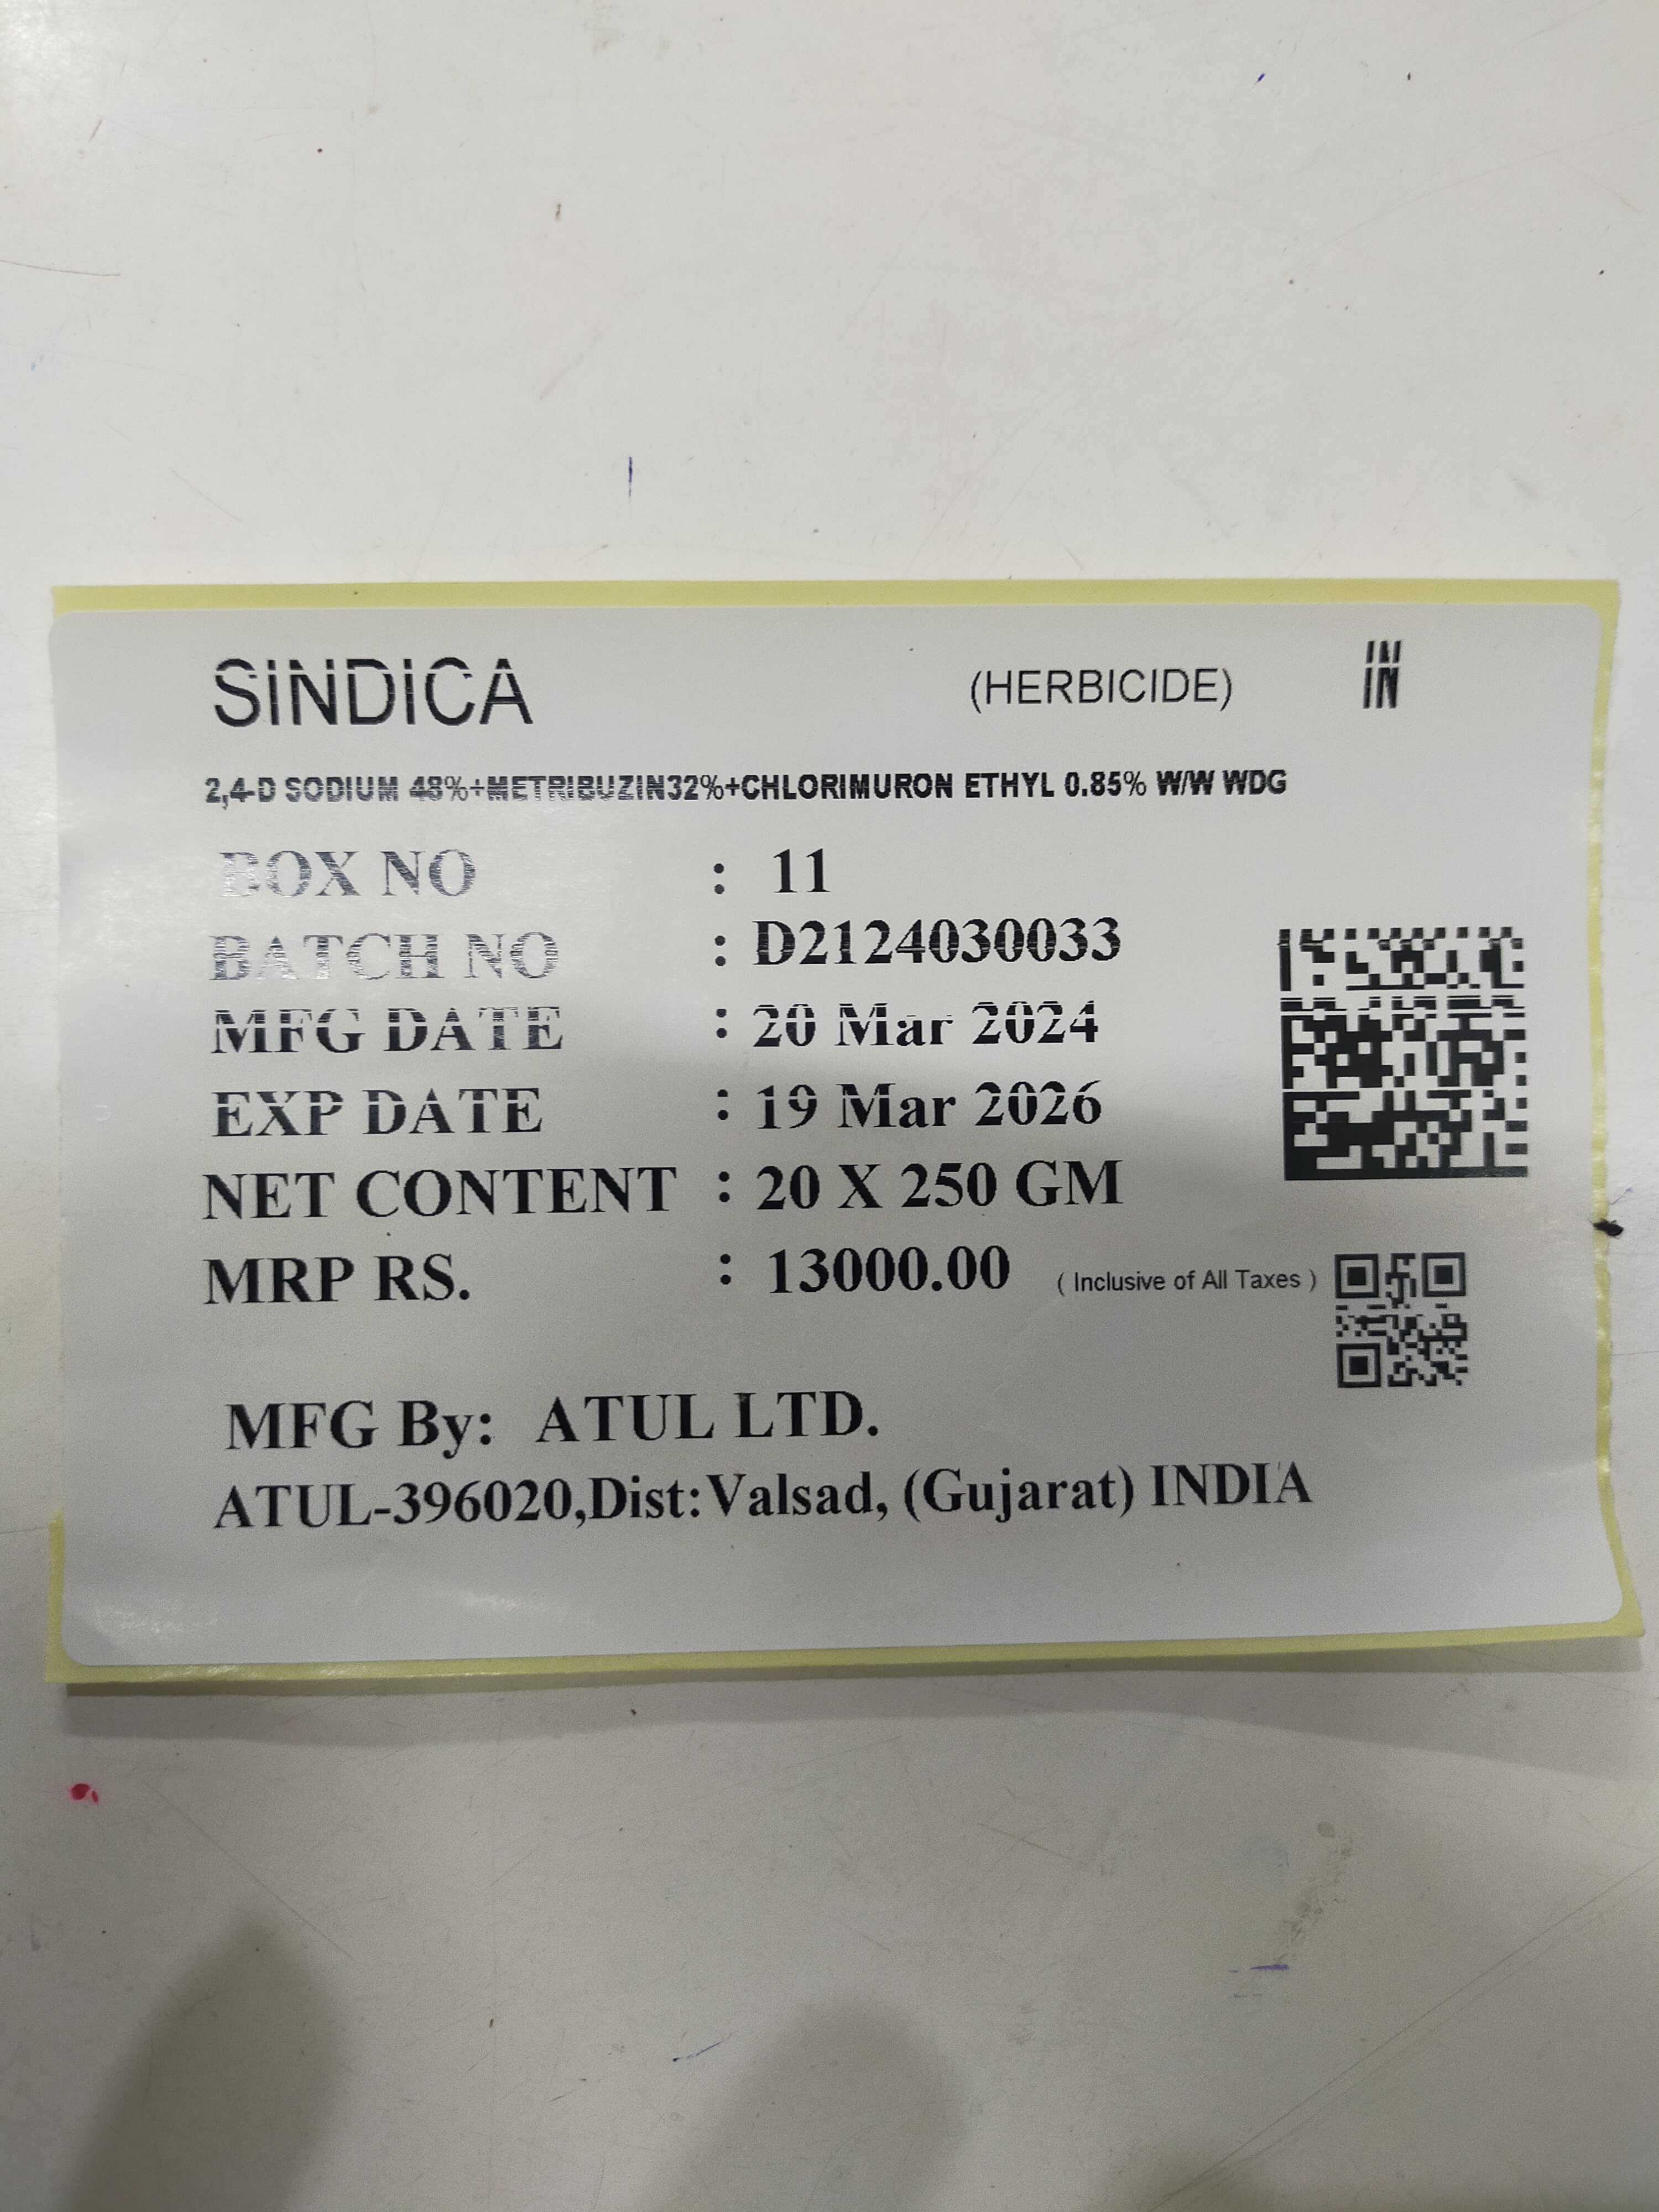 SiNDiCA (HERBICIDE) IN
IN
2,4-D SODIUM 48%+METRIBUZIN32%+CHLORIMURON ETHYL 0.85% W/W WDG
BOX NO : 11
BATCH NO : D2124030033
MFG DATE : 20 Mar 2024
EXP DATE : 19 Mar 2026
NET CONTENT : 20 X 250 GM
MRP RS. : 13000.00 ( Inclusive of All Taxes )
MFG By: ATUL LTD.
ATUL-396020,Dist:Valsad, (Gujarat) INDIA